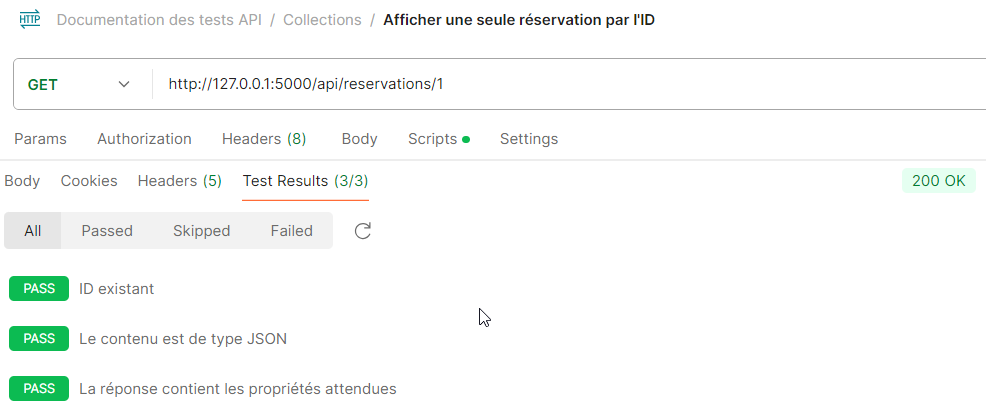 HTTP Documentation des tests API / Collections / Afficher une seule réservation par l'ID
GET http://127.0.0.1:5000/api/reservations/1
Params Authorization Headers (8) Body Scripts Settings
Body Cookies Headers (5) Test Results (3/3) 200 OK
All Passed Skipped Failed
PASS ID existant
PASS Le contenu est de type JSON
PASS La réponse contient les propriétés attendues